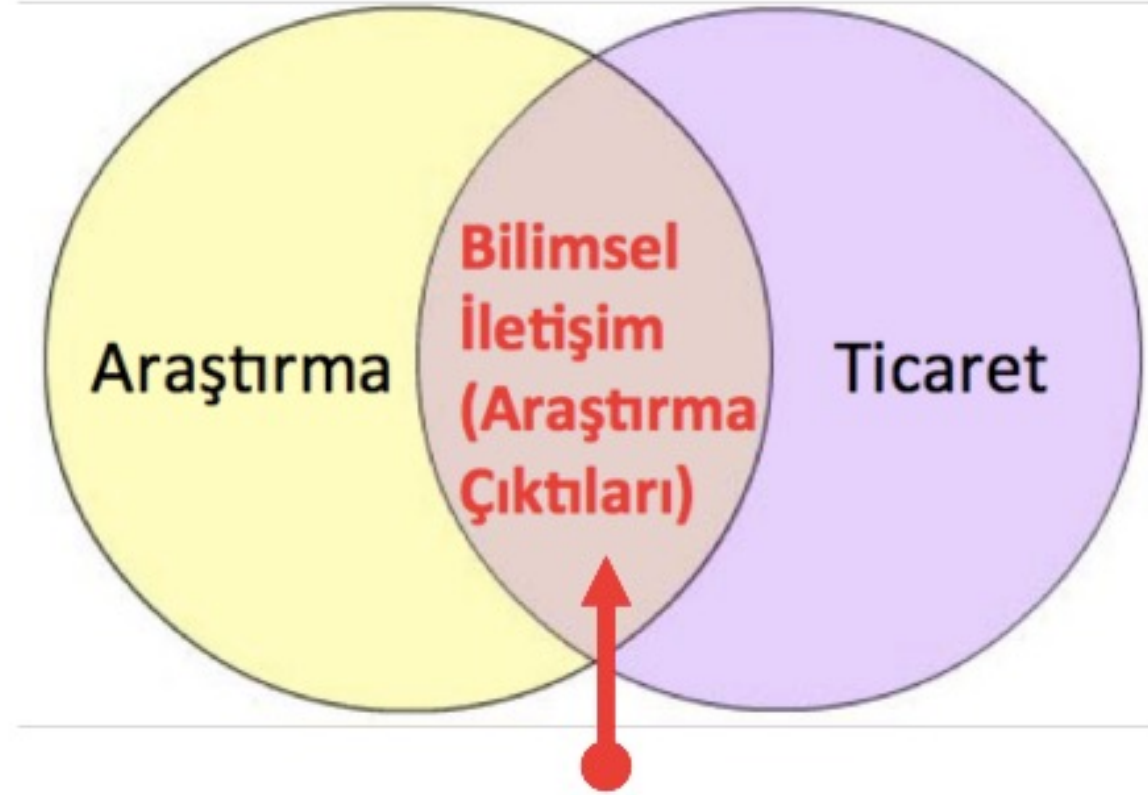 Araştırma
Bilimsel
İletişim
(Araştırma
Çıktıları)
Ticaret